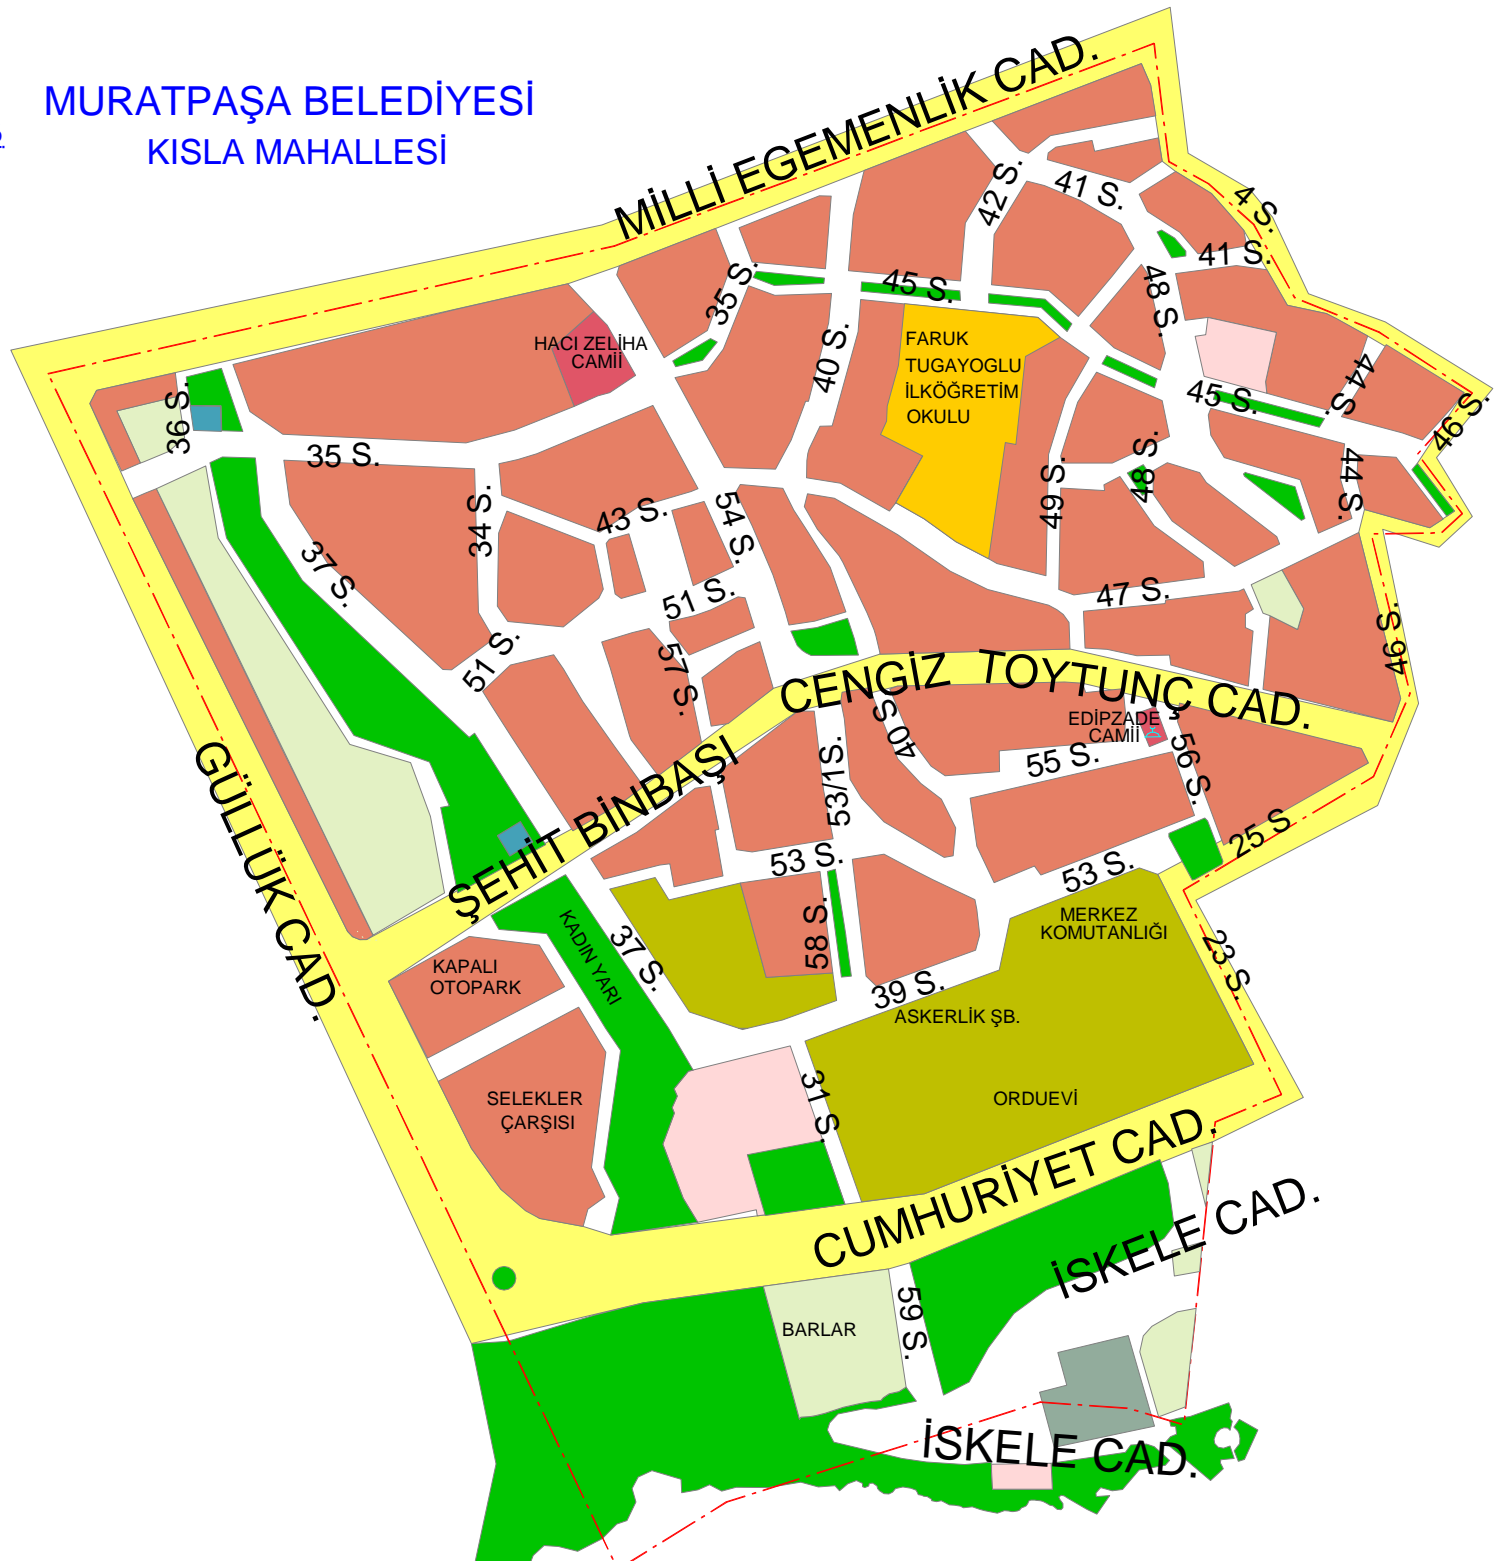 MURATPAŞA BELEDİYESİ
KISLA MAHALLESİ
MİLLİ EGEMENLİK CAD.
42 S.
41 S.
4 S.
41 S.
35 S.
45 S.
48 S.
HACI ZELİHA
CAMİİ
40 S.
FARUK
TUGAYOGLU
İLKÖĞRETİM
OKULU
44 S.
45 S.
46 S.
36 S.
35 S.
34 S.
43 S.
54 S.
49 S.
48 S.
44 S.
37 S.
51 S.
47 S.
46 S.
51 S.
57 S.
CENGİZ TOYTUNÇ CAD.
EDİPZADE
CAMİİ
40 S.
55 S.
56 S.
53/1S.
GÜLLÜK CAD.
ŞEHİT BİNBAŞI
53 S.
53 S.
25 S
KADIN YARI
37 S.
58 S.
MERKEZ
KOMUTANLIĞI
23 S.
KAPALI
OTOPARK
39 S.
ASKERLİK ŞB.
SELEKLER
ÇARŞISI
31 S.
ORDUEVİ
CUMHURİYET CAD.
İSKELE CAD.
BARLAR
59 S.
İSKELE CAD.